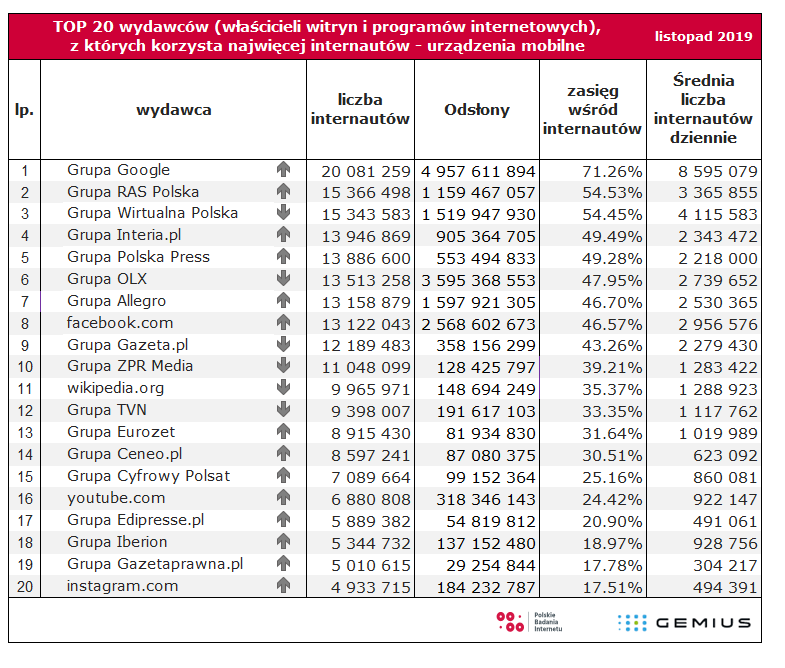 TOP 20 wydawców (właścicieli witryn i programów internetowych),
z których korzysta najwięcej internautów - urządzenia mobilne
listopad 2019
lp. wydawca liczba internautów Odsłony zasięg wśród internautów Średnia liczba internautów dziennie
1 Grupa Google 20 081 259 4 957 611 894 71.26% 8 595 079
2 Grupa RAS Polska 15 366 498 1 159 467 057 54.53% 3 365 855
3 Grupa Wirtualna Polska 15 343 583 1 519 947 930 54.45% 4 115 583
4 Grupa Interia.pl 13 946 869 905 364 705 49.49% 2 343 472
5 Grupa Polska Press 13 886 600 553 494 833 49.28% 2 218 000
6 Grupa OLX 13 513 258 3 595 368 553 47.95% 2 739 652
7 Grupa Allegro 13 158 879 1 597 921 305 46.70% 2 530 365
8 facebook.com 13 122 043 2 568 602 673 46.57% 2 956 576
9 Grupa Gazeta.pl 12 189 483 358 156 299 43.26% 2 279 430
10 Grupa ZPR Media 11 048 099 128 425 797 39.21% 1 283 422
11 wikipedia.org 9 965 971 148 694 249 35.37% 1 288 923
12 Grupa TVN 9 398 007 191 617 103 33.35% 1 117 762
13 Grupa Eurozet 8 915 430 81 934 830 31.64% 1 019 989
14 Grupa Ceneo.pl 8 597 241 87 080 375 30.51% 623 092
15 Grupa Cyfrowy Polsat 7 089 664 99 152 364 25.16% 860 081
16 youtube.com 6 880 808 318 346 143 24.42% 922 147
17 Grupa Edipresse.pl 5 889 382 54 819 812 20.90% 491 061
18 Grupa Iberion 5 344 732 137 152 480 18.97% 928 756
19 Grupa Gazetaprawna.pl 5 010 615 29 254 844 17.78% 304 217
20 instagram.com 4 933 715 184 232 787 17.51% 494 391
Polskie
Badania
Internetu
GEMIUS